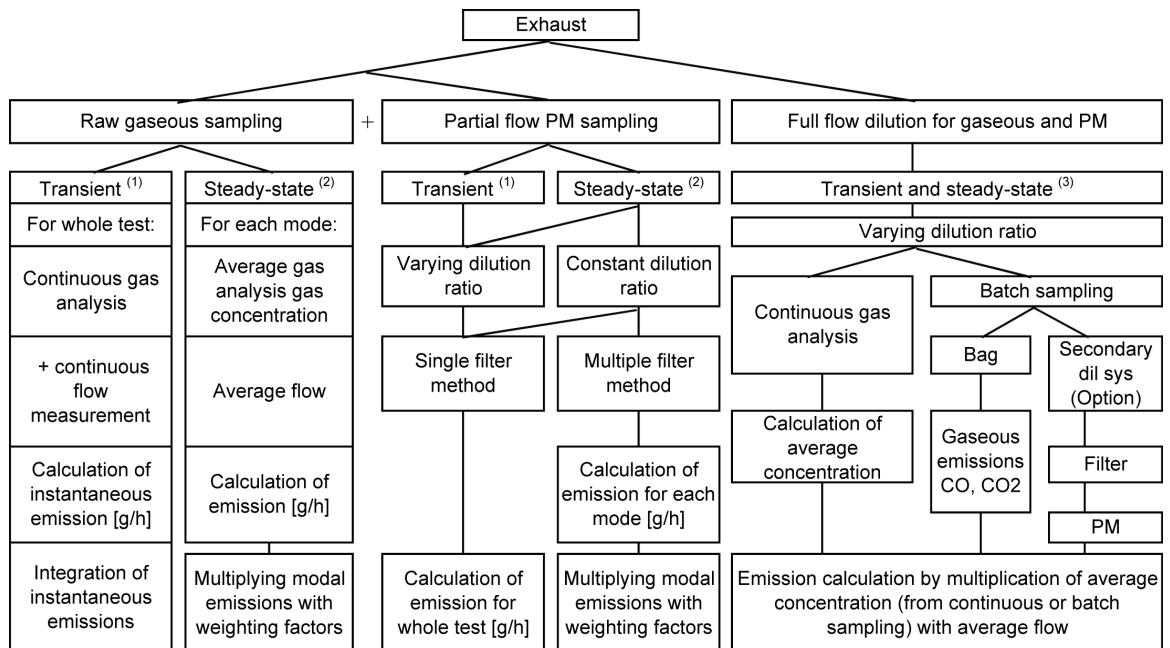 Exhaust
Raw gaseous sampling
+
Partial flow PM sampling
Full flow dilution for gaseous and PM
Transient (1)
Steady-state (2)
For whole test:
For each mode:
Continuous gas
analysis
Average gas
analysis gas
concentration
+ continuous
flow
measurement
Average flow
Calculation of
instantaneous
emission [g/h]
Calculation of
emission [g/h]
Integration of
instantaneous
emissions
Multiplying modal
emissions with
weighting factors
Transient (1)
Steady-state (2)
Varying dilution
ratio
Constant dilution
ratio
Single filter
method
Multiple filter
method
Calculation of
emission for each
mode [g/h]
Calculation of
emission for
whole test [g/h]
Multiplying modal
emissions with
weighting factors
Transient and steady-state (3)
Varying dilution ratio
Continuous gas
analysis
Batch sampling
Bag
Secondary
dil sys
(Option)
Calculation of
average
concentration
Gaseous
emissions
CO, CO2
Filter
PM
Emission calculation by multiplication of average
concentration (from continuous or batch
sampling) with average flow